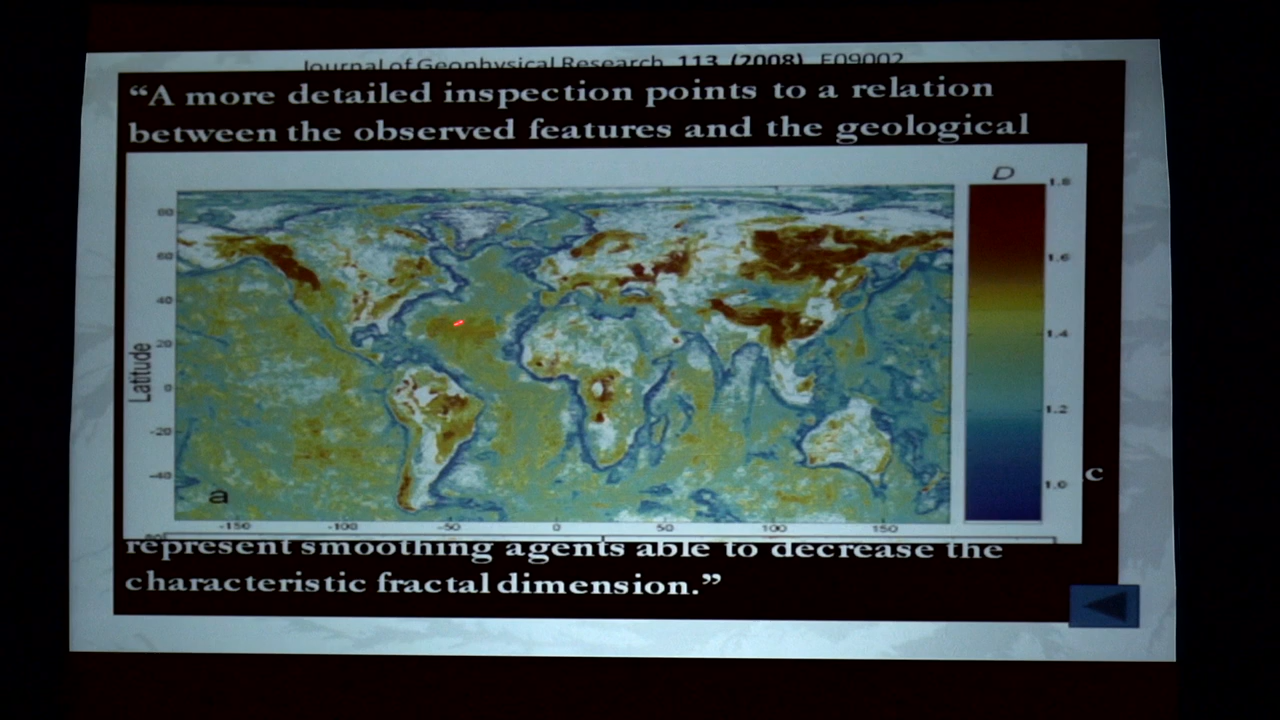 Journal of Geophysical Research 113 (2008) E09002
“A more detailed inspection points to a relation
between the observed features and the geological
D
1.8
1.6
1.4
1.2
1.0
80
60
40
20
0
-20
-40
Latitude
a
-150 -100 -50 0 50 100 150
c
represent smoothing agents able to decrease the
characteristic fractal dimension.”